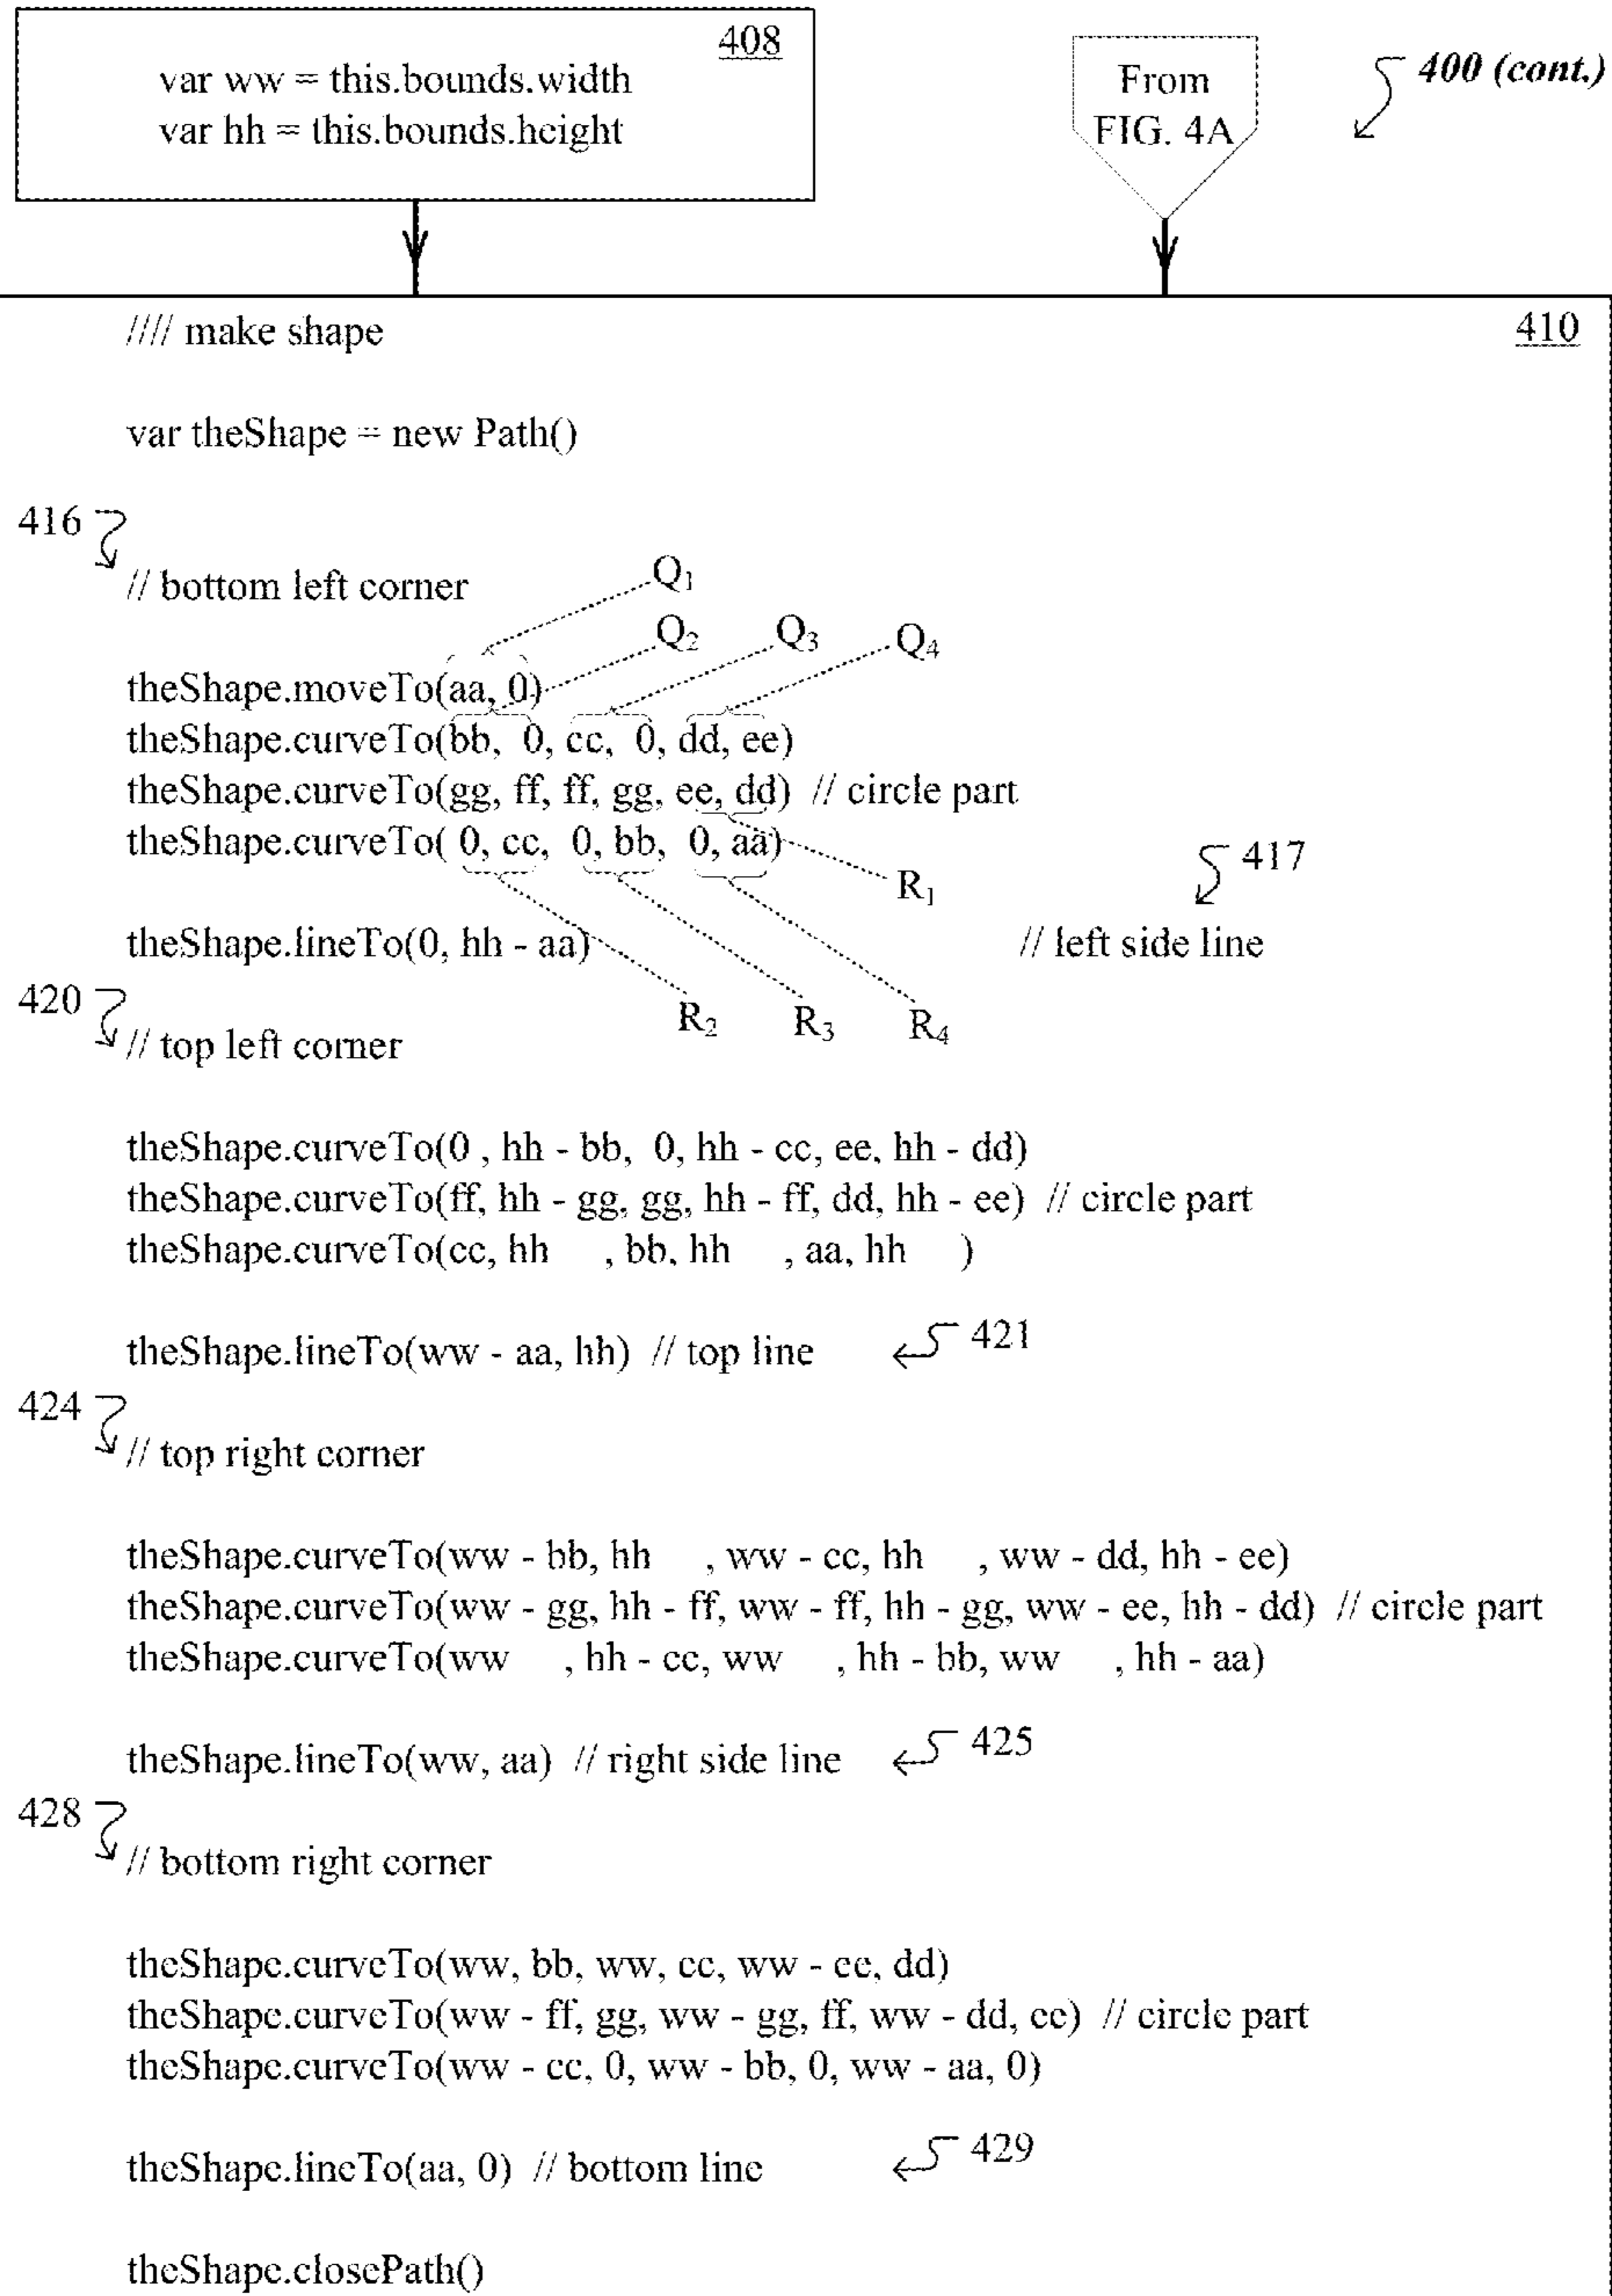 408
var ww = this.bounds.width
var hh = this.bounds.height
From
FIG. 4A
400 (cont.)
410
//// make shape
var theShape = new Path()
416
// bottom left corner
Q1
Q2 Q3 Q4
theShape.moveTo(aa, 0)
theShape.curveTo(bb, 0, cc, 0, dd, ee)
theShape.curveTo(gg, ff, ff, gg, ee, dd) // circle part
theShape.curveTo( 0, cc, 0, bb, 0, aa)
417
R1
theShape.lineTo(0, hh - aa) // left side line
420
R2 R3 R4
// top left corner
theShape.curveTo(0 , hh - bb, 0, hh - cc, ee, hh - dd)
theShape.curveTo(ff, hh - gg, gg, hh - ff, dd, hh - ee) // circle part
theShape.curveTo(cc, hh , bb, hh , aa, hh )
theShape.lineTo(ww - aa, hh) // top line 421
424
// top right corner
theShape.curveTo(ww - bb, hh , ww - cc, hh , ww - dd, hh - ee)
theShape.curveTo(ww - gg, hh - ff, ww - ff, hh - gg, ww - ee, hh - dd) // circle part
theShape.curveTo(ww , hh - cc, ww , hh - bb, ww , hh - aa)
theShape.lineTo(ww, aa) // right side line 425
428
// bottom right corner
theShape.curveTo(ww, bb, ww, cc, ww - ee, dd)
theShape.curveTo(ww - ff, gg, ww - gg, ff, ww - dd, ee) // circle part
theShape.curveTo(ww - cc, 0, ww - bb, 0, ww - aa, 0)
theShape.lineTo(aa, 0) // bottom line 429
theShape.closePath()